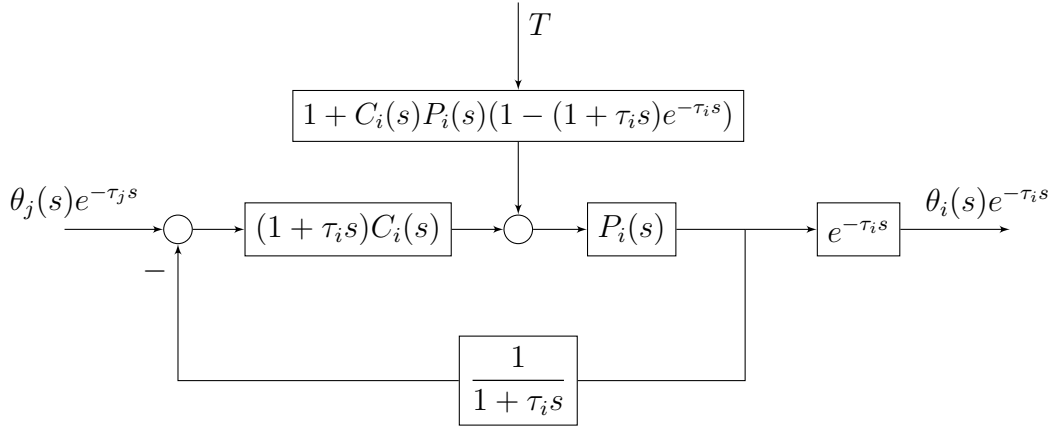 T
1 + C_i(s)P_i(s)(1 − (1 + τ_i s)e^{−τ_i s})
θ_j(s)e^{−τ_j s}
(1 + τ_i s)C_i(s)
P_i(s)
e^{−τ_i s}
θ_i(s)e^{−τ_i s}
−
1
1 + τ_i s